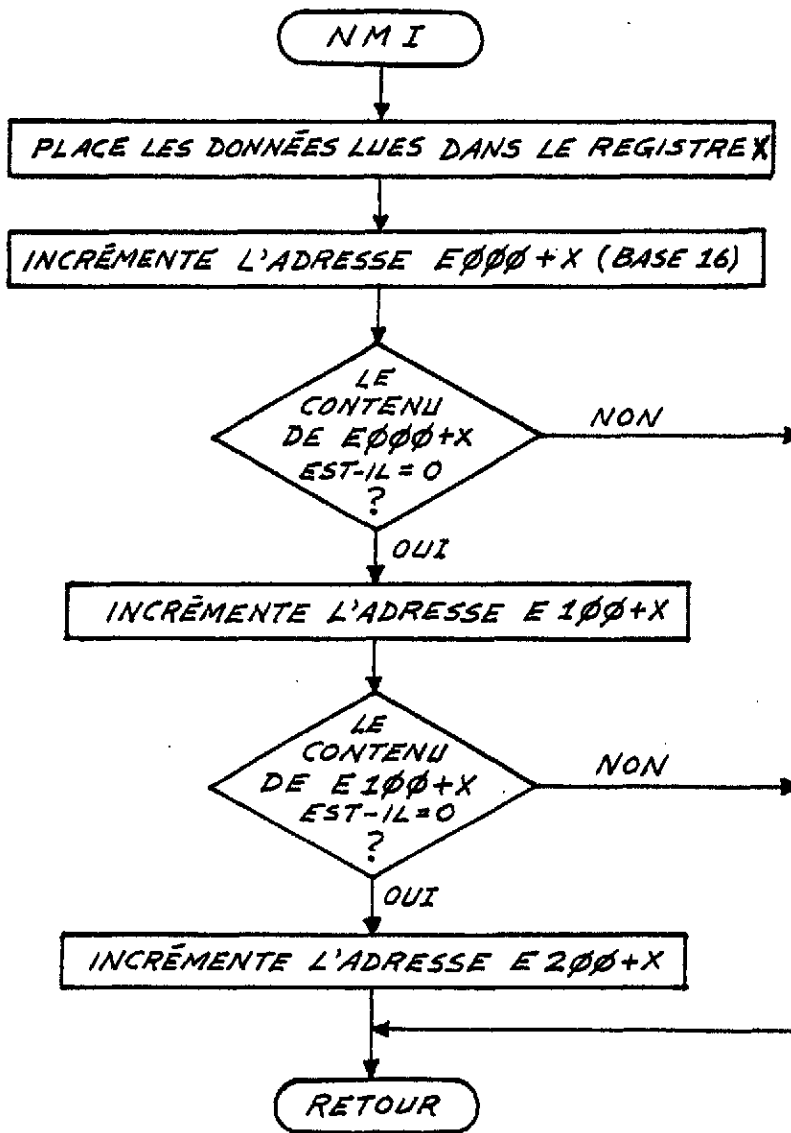 NMI
PLACE LES DONNÉES LUES DANS LE REGISTRE X
INCRÉMENTE L'ADRESSE EØØØ+X (BASE 16)
LE
CONTENU
DE EØØØ+X
EST-IL = 0
?
NON
OUI
INCRÉMENTE L'ADRESSE E1ØØ+X
LE
CONTENU
DE E1ØØ+X
EST-IL = 0
?
NON
OUI
INCRÉMENTE L'ADRESSE E2ØØ+X
RETOUR